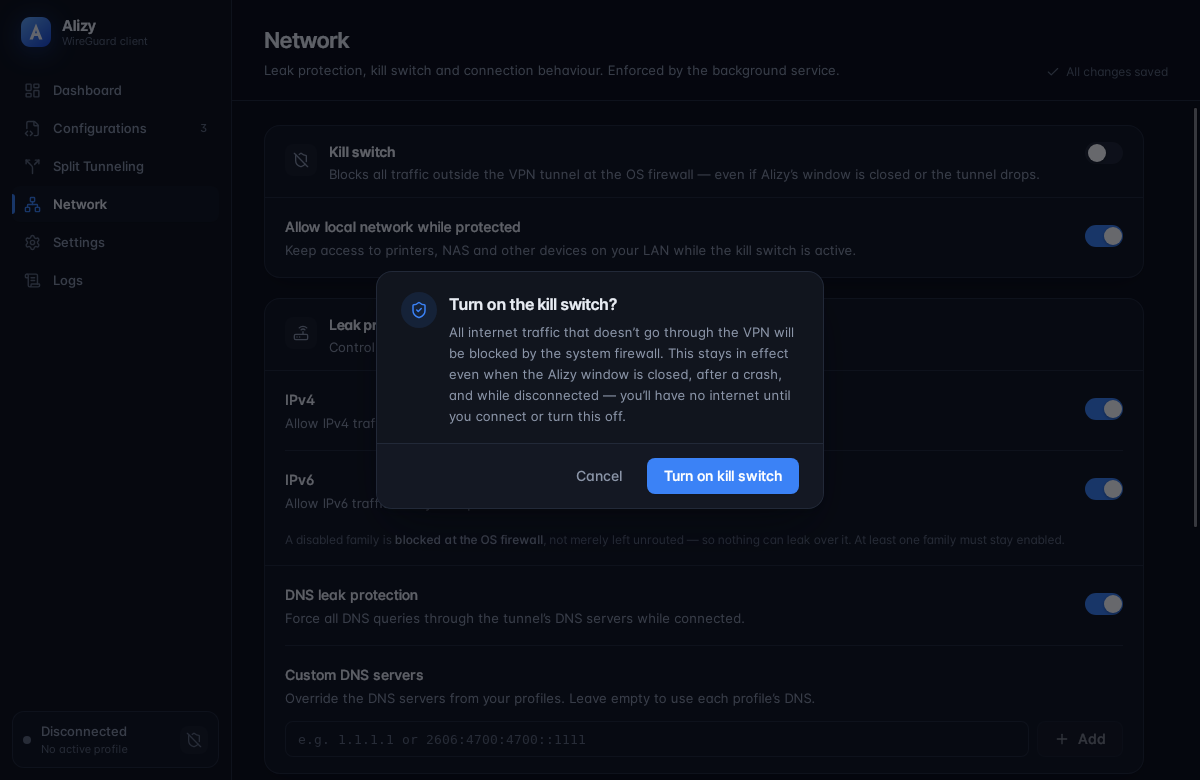 Alizy
WireGuard client
Dashboard
Configurations 3
Split Tunneling
Network
Settings
Logs
Disconnected
No active profile
Network
Leak protection, kill switch and connection behaviour. Enforced by the background service.
All changes saved
Kill switch
Blocks all traffic outside the VPN tunnel at the OS firewall — even if Alizy's window is closed or the tunnel drops.
Allow local network while protected
Keep access to printers, NAS and other devices on your LAN while the kill switch is active.
Leak
Control
IPv4
Allow IPv4
IPv6
Allow IPv6
A disabled family is blocked at the OS firewall, not merely left unrouted — so nothing can leak over it. At least one family must stay enabled.
DNS leak protection
Force all DNS queries through the tunnel's DNS servers while connected.
Custom DNS servers
Override the DNS servers from your profiles. Leave empty to use each profile's DNS.
e.g. 1.1.1.1 or 2606:4700:4700::1111
Add
Turn on the kill switch?
All internet traffic that doesn't go through the VPN will
be blocked by the system firewall. This stays in effect
even when the Alizy window is closed, after a crash,
and while disconnected — you'll have no internet until
you connect or turn this off.
Cancel
Turn on kill switch